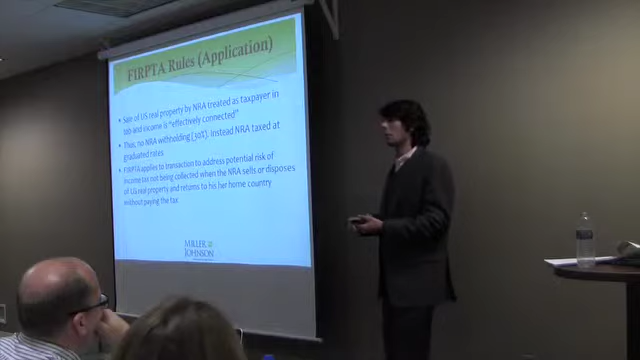 FIRPTA Rules (Application)
• Sale of US real property by NRA treated as taxpayer in
and income is "effectively connected"
• Thus, no NRA withholding (30%). Instead NRA taxed at
graduated rates
• FIRPTA applies to transaction to address potential risk of
income tax not being collected when the NRA sells or disposes
of US real property and returns to his her home country
without paying the tax.
MILLER
JOHNSON